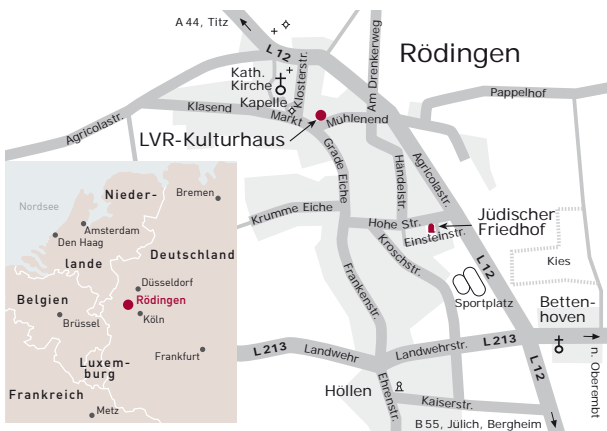 A 44, Titz
L 12
Rödingen
Am Drenkerweg
Klosterstr.
Kath.
Kirche
Kapelle
Pappelhof
Klasend
Markt
Mühlenend
Agricolastr.
LVR-Kulturhaus
Grade Eiche
Händelstr.
Agricolastr.
Krumme Eiche
Hohe Str.
Einsteinstr.
Jüdischer
Friedhof
Kroschstr.
L 12
Kies
Sportplatz
Frankenstr.
Betten-
hoven
L 213
Landwehr
Landwehrstr.
L 213
n. Oberembt
L 12
Höllen
Ehrenstr.
Kaiserstr.
B 55, Jülich, Bergheim
Nordsee
Nieder-
Bremen
Amsterdam
Den Haag
lande
Deutschland
Düsseldorf
Rödingen
Belgien
Köln
Brüssel
Frankfurt
Luxem-
burg
Frankreich
Metz